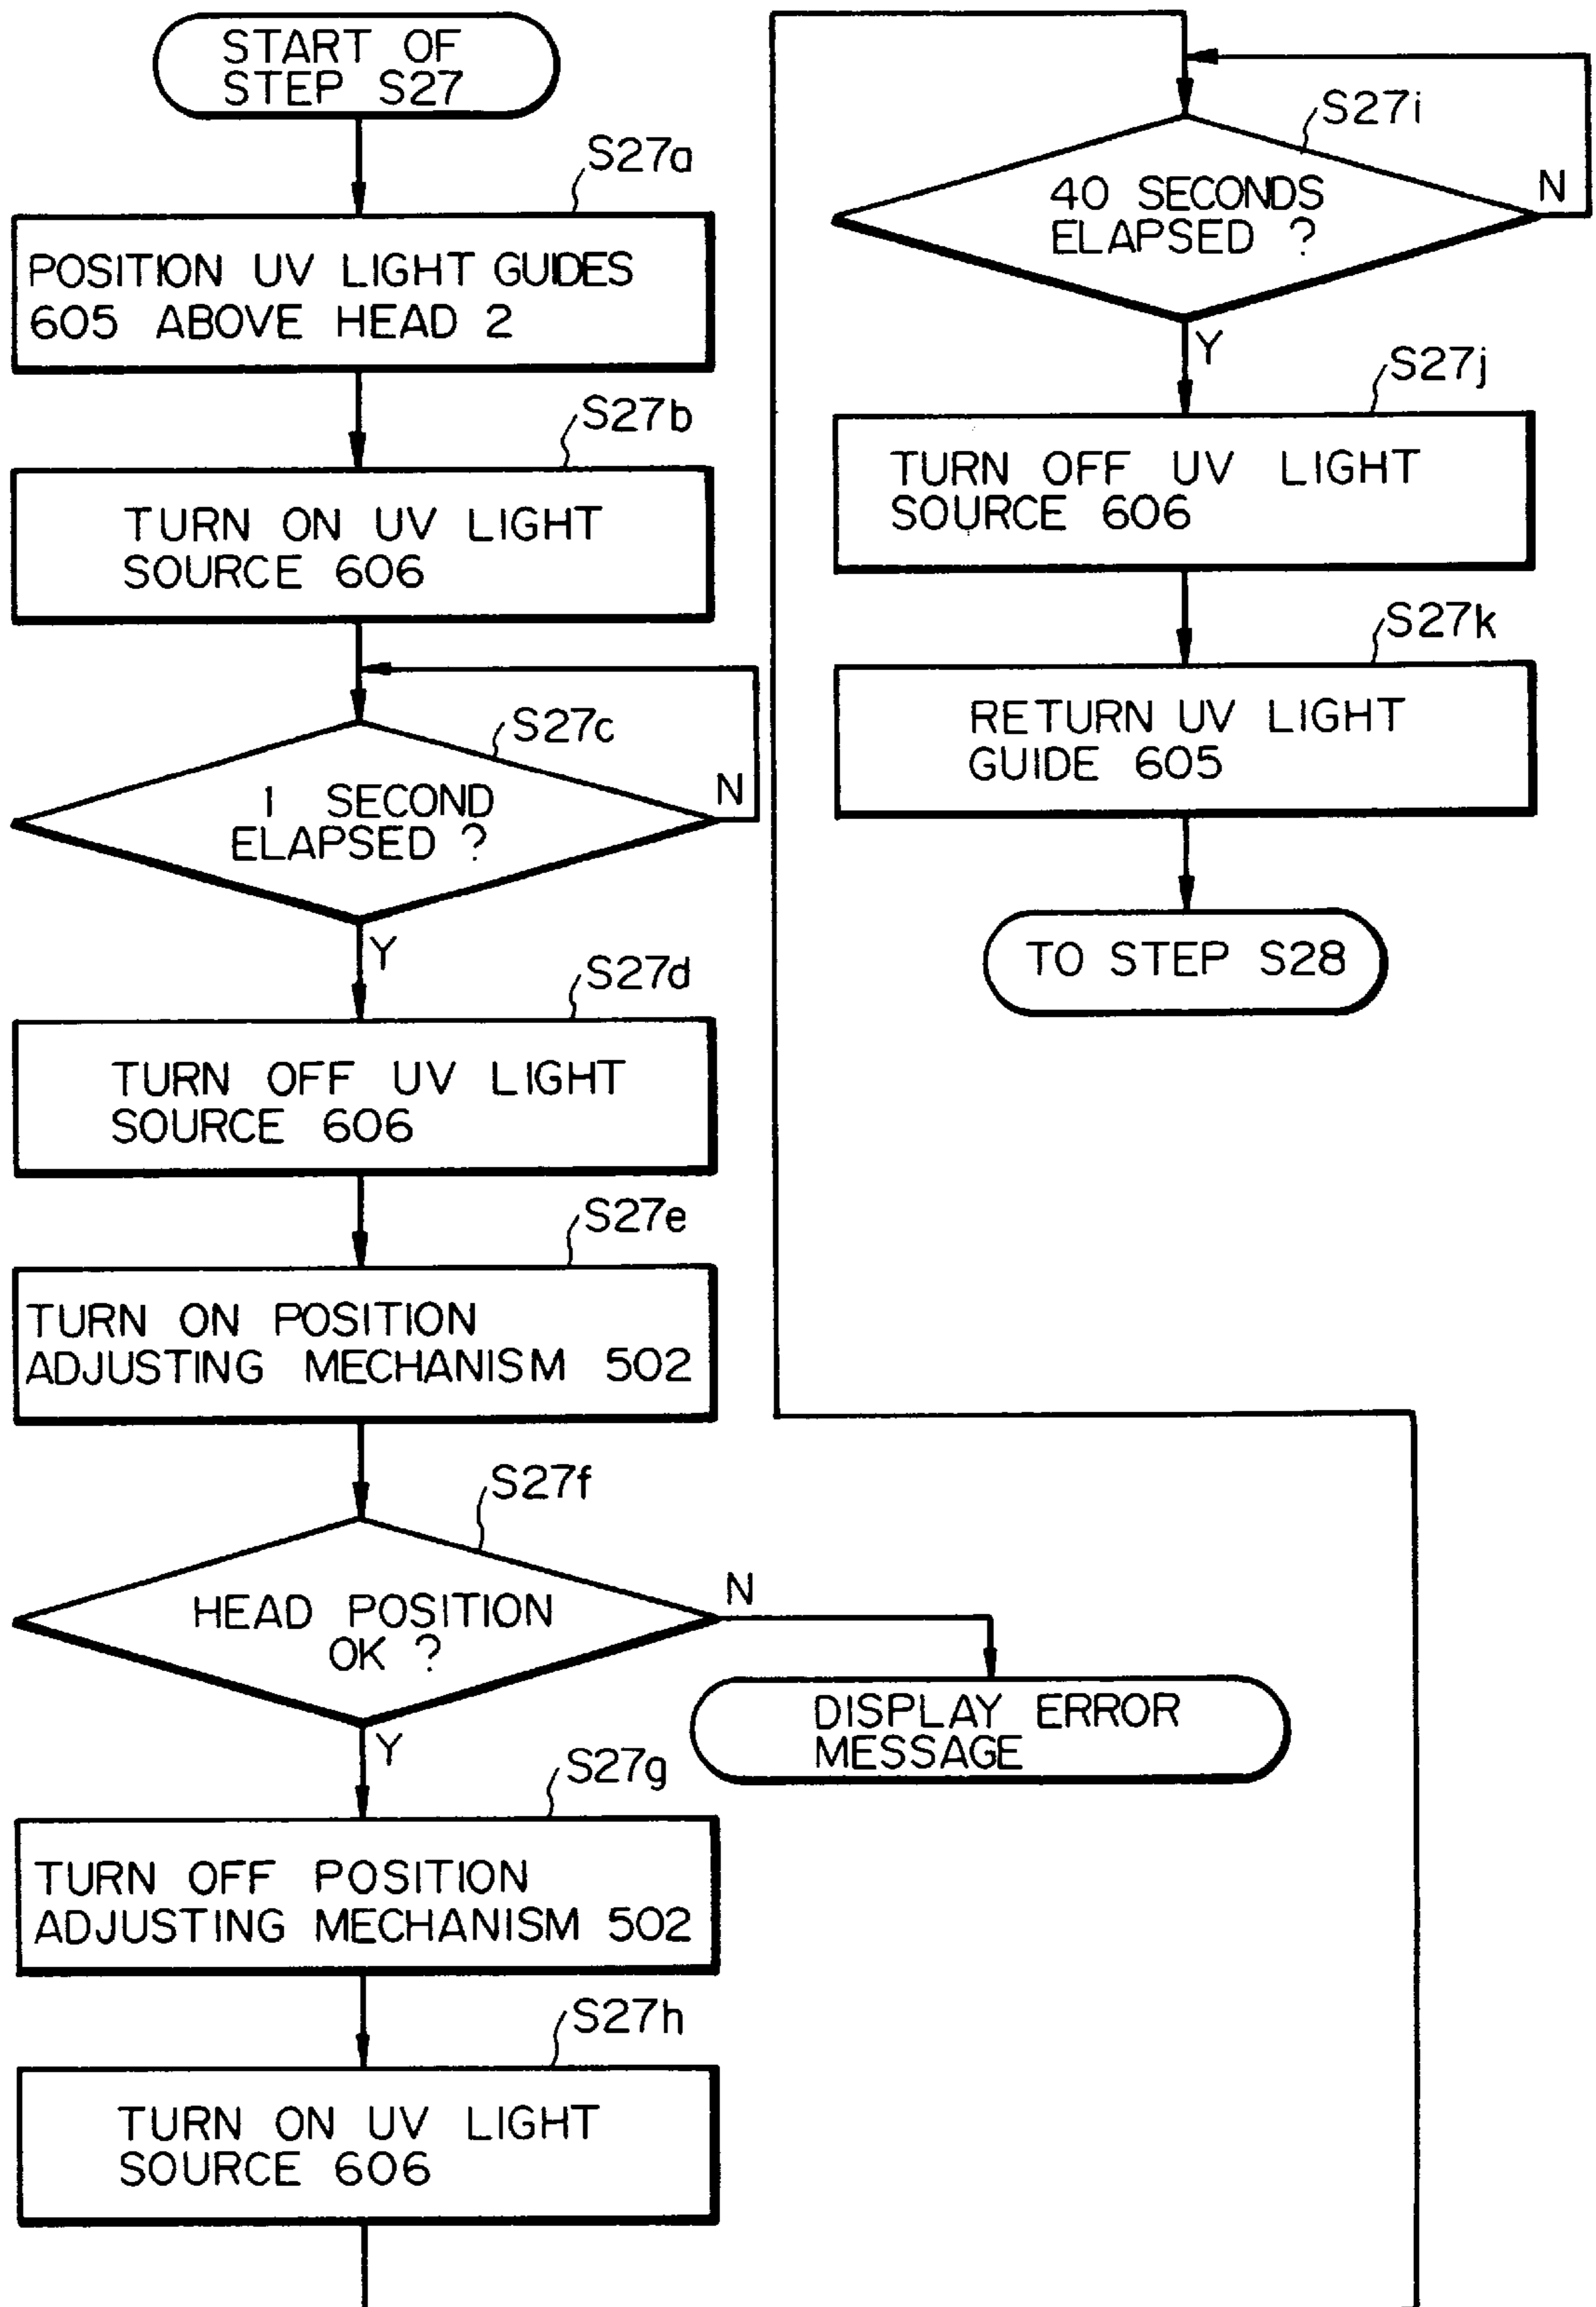 START OF
STEP S27
S27a
POSITION UV LIGHT GUIDES
605 ABOVE HEAD 2
S27b
TURN ON UV LIGHT
SOURCE 606
S27c
1 SECOND
ELAPSED ?
N
Y
S27d
TURN OFF UV LIGHT
SOURCE 606
S27e
TURN ON POSITION
ADJUSTING MECHANISM 502
S27f
HEAD POSITION
OK ?
N
DISPLAY ERROR
MESSAGE
Y
S27g
TURN OFF POSITION
ADJUSTING MECHANISM 502
S27h
TURN ON UV LIGHT
SOURCE 606
S27i
40 SECONDS
ELAPSED ?
N
Y
S27j
TURN OFF UV LIGHT
SOURCE 606
S27k
RETURN UV LIGHT
GUIDE 605
TO STEP S28